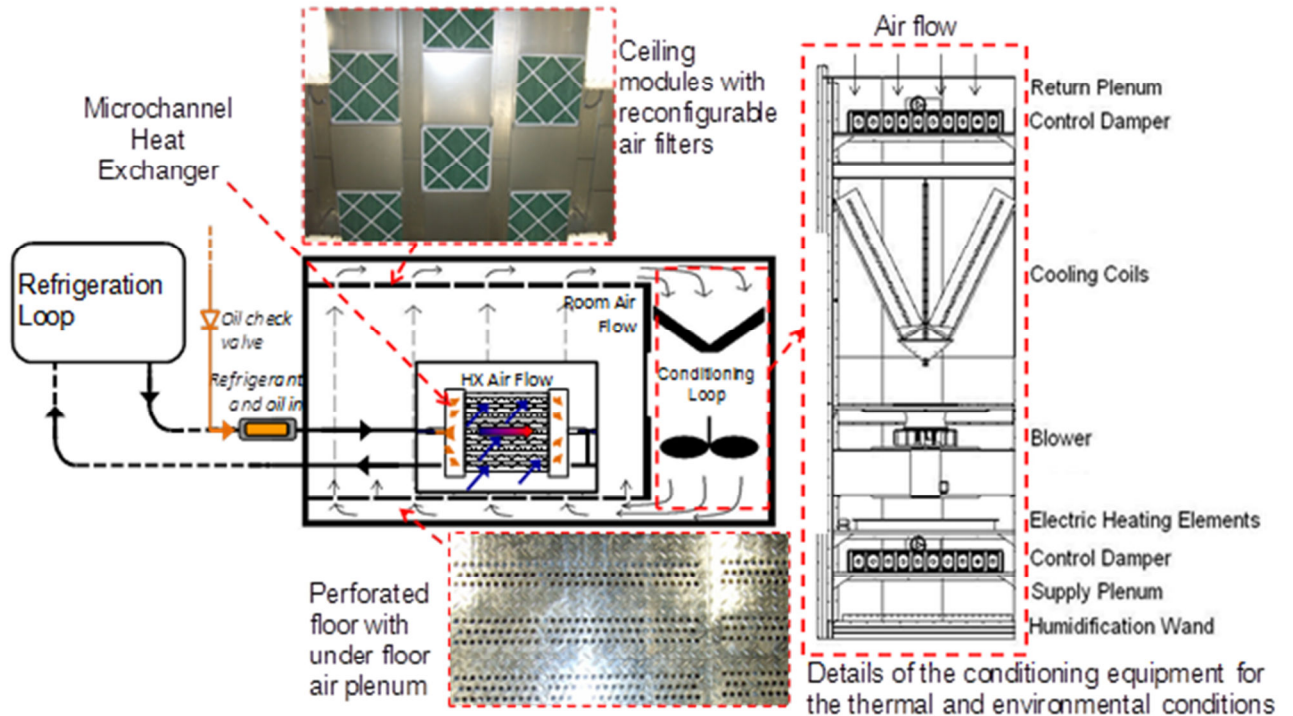 Air flow
Ceiling
modules with
reconfigurable
air filters
Microchannel
Heat
Exchanger
Return Plenum
Control Damper
Cooling Coils
Blower
Electric Heating Elements
Control Damper
Supply Plenum
Humidification Wand
Refrigeration
Loop
Oil check
valve
Refrigerant
and oil in
Room Air
Flow
HX Air Flow
Conditioning
Loop
Perforated
floor with
under floor
air plenum
Details of the conditioning equipment for
the thermal and environmental conditions